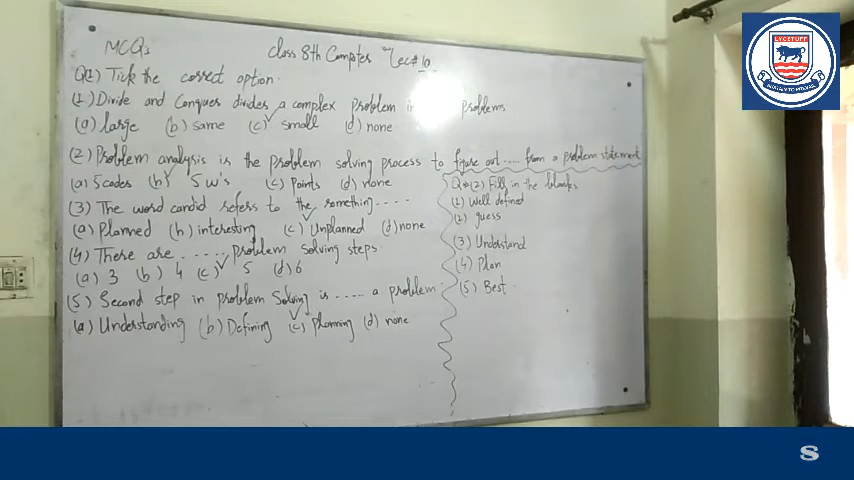 MCQs
Class 8th Computer Lec# 10
Q1) Tick the correct option.
(1.) Divide and Conquer divides a complex problem in problems
(a) large (b) same (c) ✓ small (d) none
(2.) Problem analysis is the problem solving process to figure out ..... from a problem statement
(a) 5 codes (b) ✓ 5 w's (c) Points (d) none
(3) The word candid refers to the something . . . .
(a) Planned (b) interesting (c) ✓ Unplanned (d) none
(4) There are . . . . . . problem solving steps.
(a) 3 (b) 4 (c) ✓ 5 (d) 6
(5) Second step in problem Solving is ..... a problem.
(a) Understanding (b) Defining (c) ✓ planning (d) none
Q#(2) Fill in the blanks
(1) Well defined
(2) guess
(3) Understand
(4) Plan
(5) Best
LYCETUFF
S